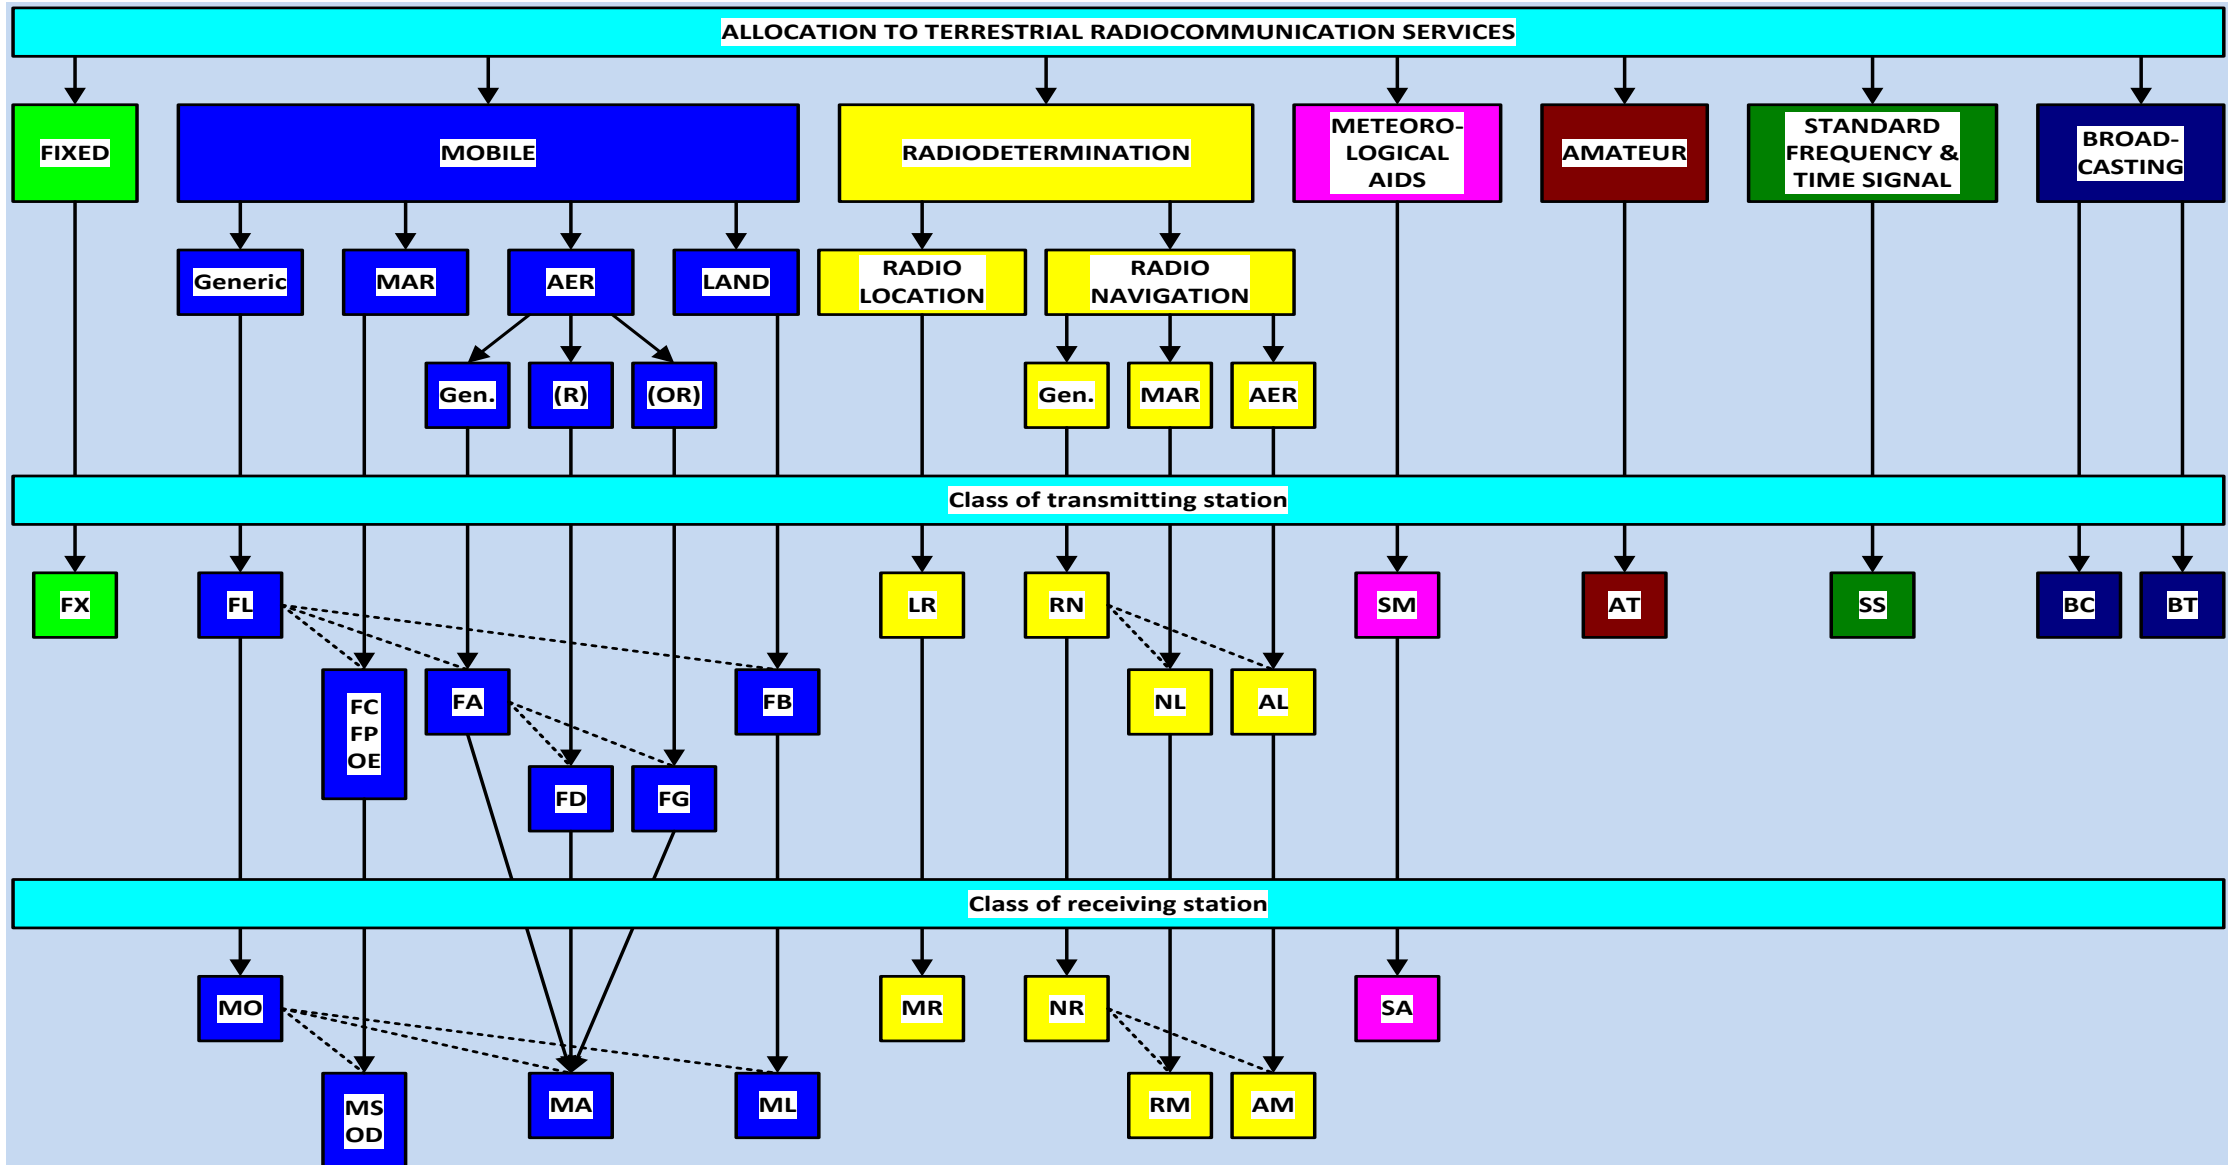 ALLOCATION TO TERRESTRIAL RADIOCOMMUNICATION SERVICES
FIXED
MOBILE
RADIODETERMINATION
METEORO-
LOGICAL
AIDS
AMATEUR
STANDARD
FREQUENCY &
TIME SIGNAL
BROAD-
CASTING
Generic
MAR
AER
LAND
RADIO
LOCATION
RADIO
NAVIGATION
Gen.
(R)
(OR)
Gen.
MAR
AER
Class of transmitting station
FX
FL
LR
RN
SM
AT
SS
BC
BT
FC
FP
OE
FA
FB
NL
AL
FD
FG
Class of receiving station
MO
MR
NR
SA
MS
OD
MA
ML
RM
AM